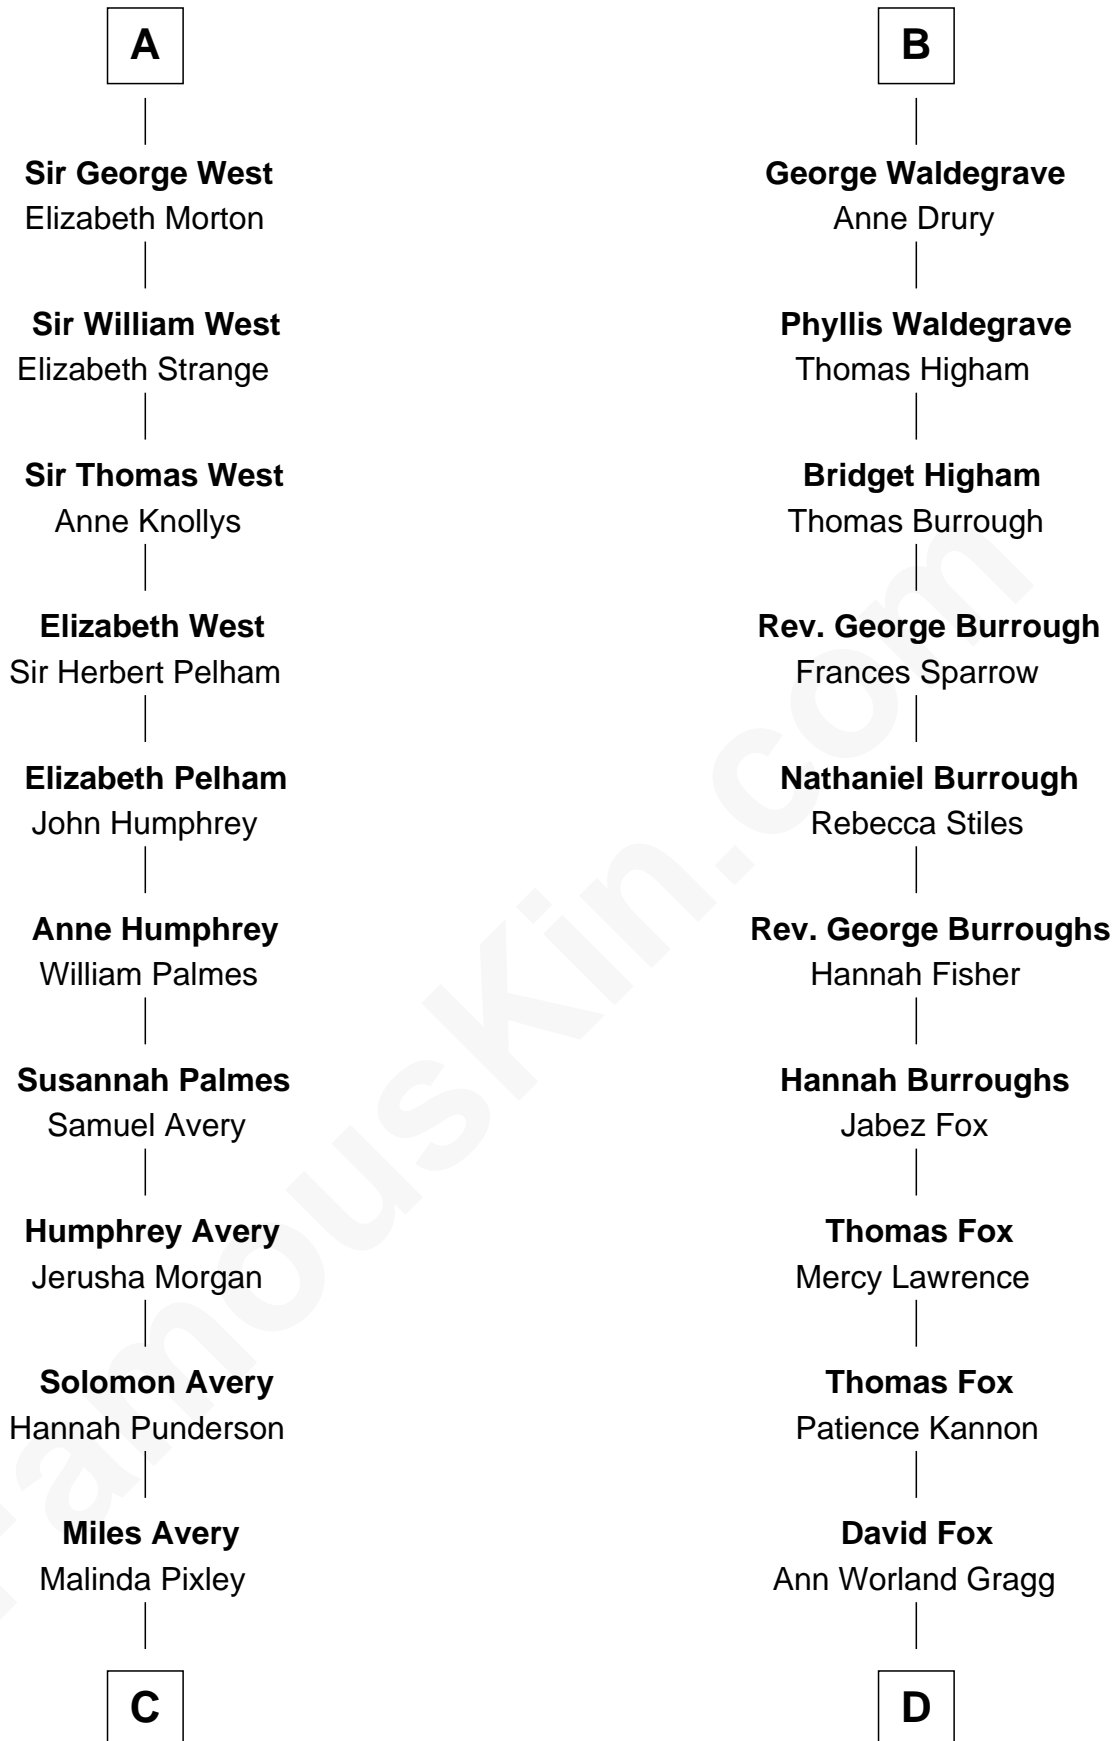 A
Sir George West
Elizabeth Morton
Sir William West
Elizabeth Strange
Sir Thomas West
Anne Knollys
Elizabeth West
Sir Herbert Pelham
Elizabeth Pelham
John Humphrey
Anne Humphrey
William Palmes
Susannah Palmes
Samuel Avery
Humphrey Avery
Jerusha Morgan
Solomon Avery
Hannah Punderson
Miles Avery
Malinda Pixley
C
B
George Waldegrave
Anne Drury
Phyllis Waldegrave
Thomas Higham
Bridget Higham
Thomas Burrough
Rev. George Burrough
Frances Sparrow
Nathaniel Burrough
Rebecca Stiles
Rev. George Burroughs
Hannah Fisher
Hannah Burroughs
Jabez Fox
Thomas Fox
Mercy Lawrence
Thomas Fox
Patience Kannon
David Fox
Ann Worland Gragg
D
FamousKin.com